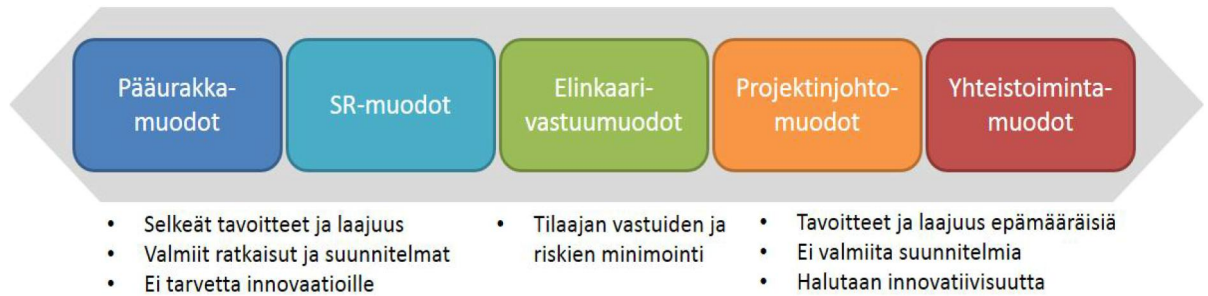 Pääurakka-
muodot
SR-muodot
Elinkaari-
vastuumuodot
Projektinjohto-
muodot
Yhteistoiminta-
muodot
• Selkeät tavoitteet ja laajuus
• Valmiit ratkaisut ja suunnitelmat
• Ei tarvetta innovaatioille
• Tilaajan vastuiden ja
riskien minimointi
• Tavoitteet ja laajuus epämääräisiä
• Ei valmiita suunnitelmia
• Halutaan innovatiivisuutta